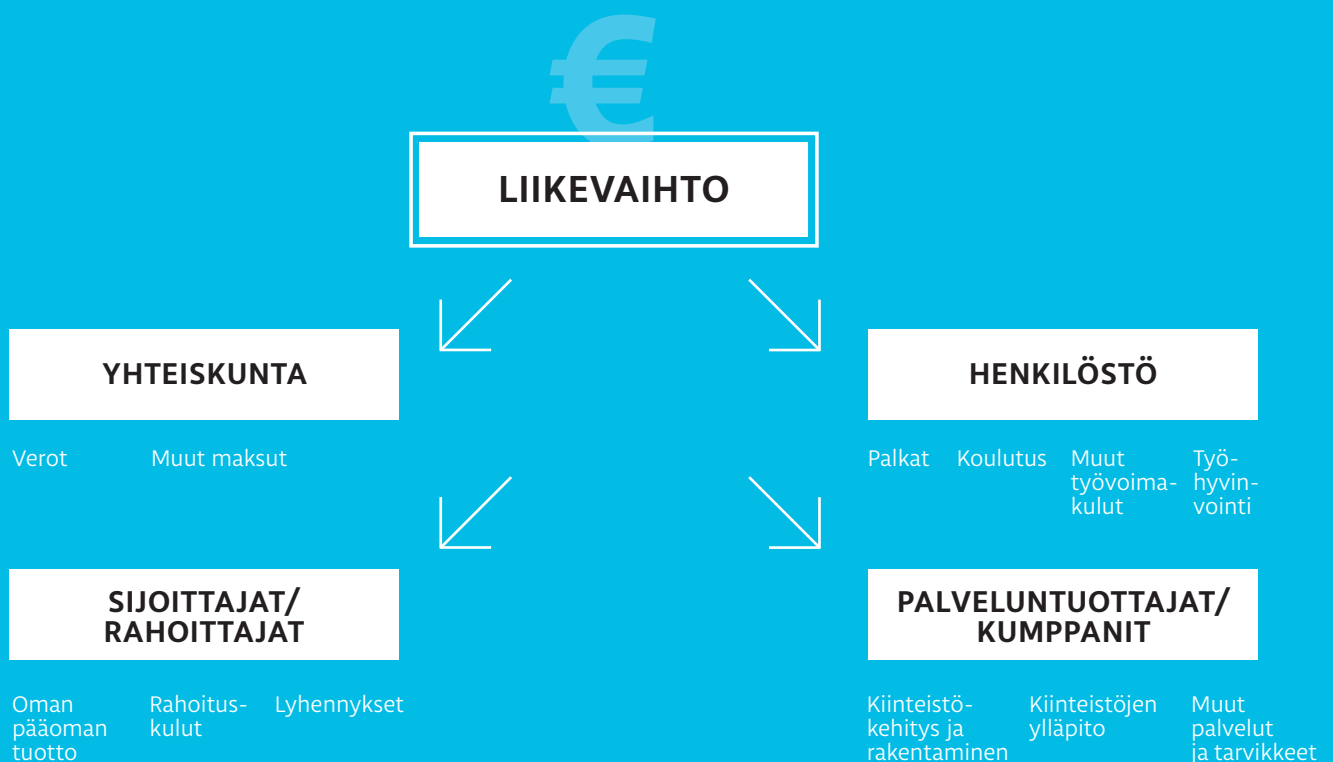 €
LIIKEVAIHTO
YHTEISKUNTA
Verot
Muut maksut
HENKILÖSTÖ
Palkat
Koulutus
Muut
työvoima-
kulut
Työ-
hyvin-
vointi
SIJOITTAJAT/
RAHOITTAJAT
Oman
pääoman
tuotto
Rahoitus-
kulut
Lyhennykset
PALVELUNTUOTTAJAT/
KUMPPANIT
Kiinteistö-
kehitys ja
rakentaminen
Kiinteistöjen
ylläpito
Muut
palvelut
ja tarvikkeet